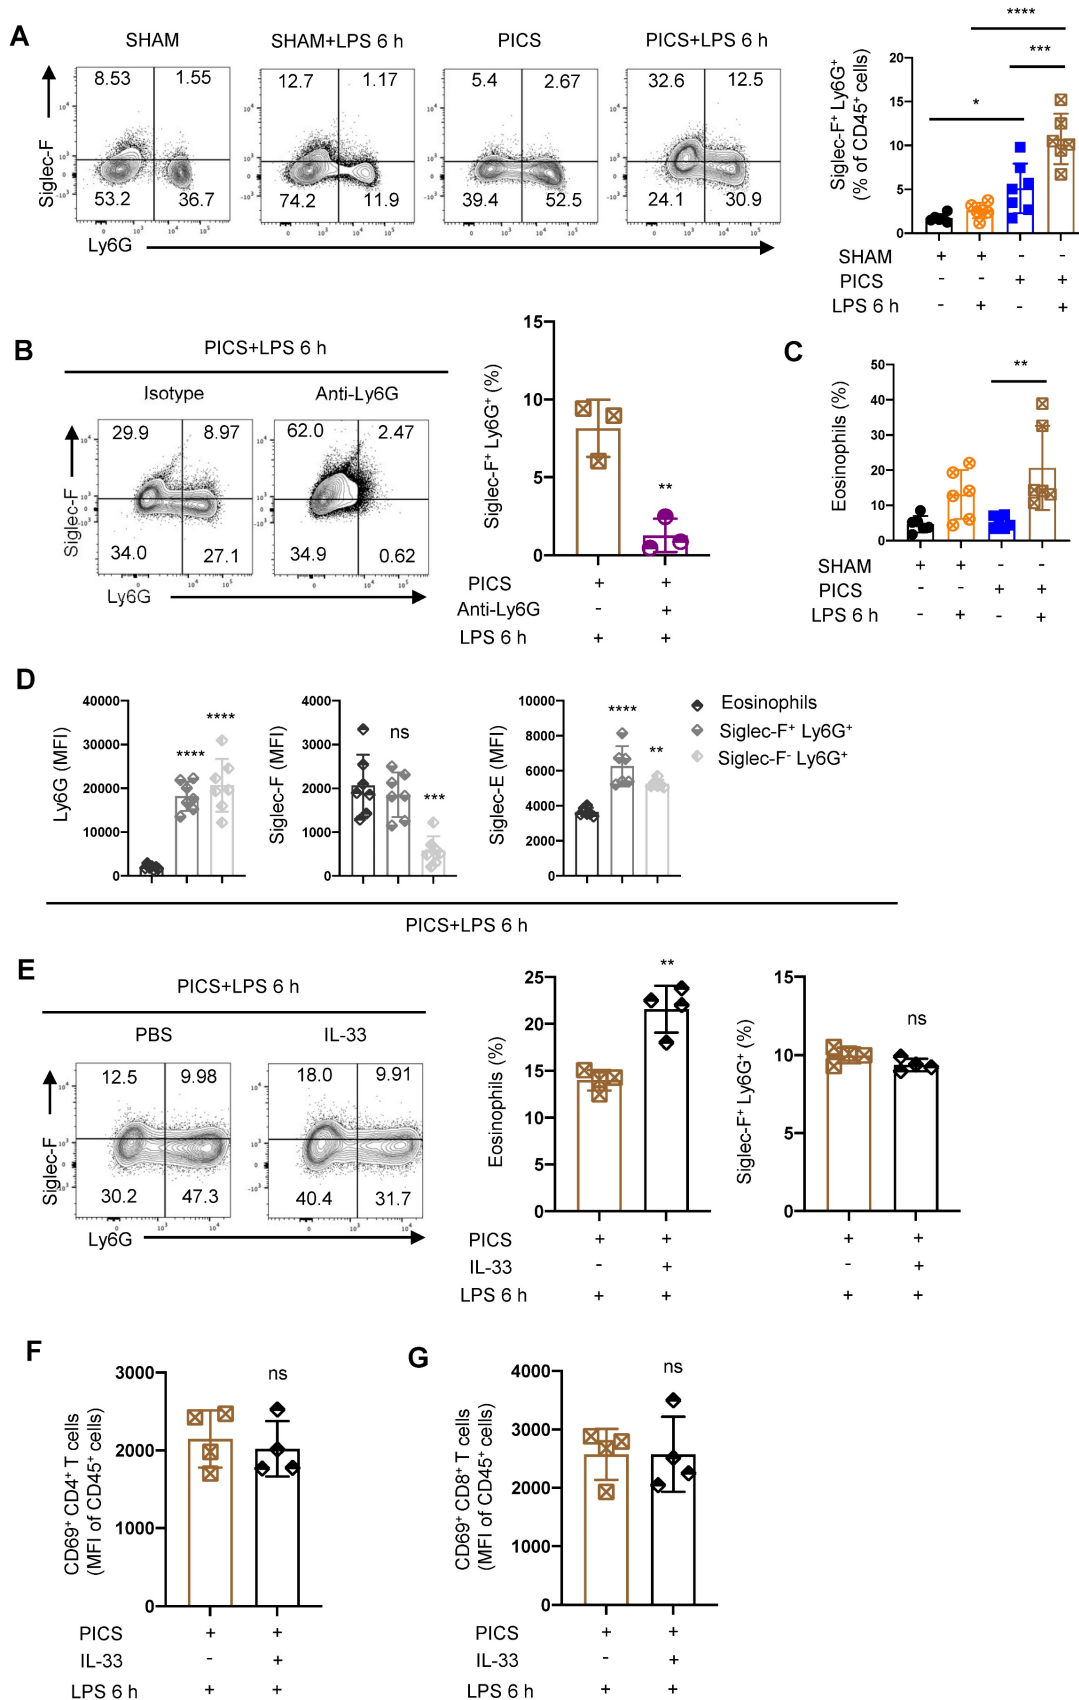 A
SHAM
SHAM+LPS 6 h
PICS
PICS+LPS 6 h
8.53 1.55
53.2 36.7
12.7 1.17
74.2 11.9
5.4 2.67
39.4 52.5
32.6 12.5
24.1 30.9
Siglec-F
Ly6G
****
***
*
Siglec-F⁺ Ly6G⁺
(% of CD45⁺ cells)
20
15
10
5
0
SHAM + + - -
PICS - - + +
LPS 6 h - + - +
B
PICS+LPS 6 h
Isotype
Anti-Ly6G
29.9 8.97
34.0 27.1
62.0 2.47
34.9 0.62
Siglec-F
Ly6G
Siglec-F⁺ Ly6G⁺ (%)
15
10
5
0
**
PICS + +
Anti-Ly6G - +
LPS 6 h + +
C
Eosinophils (%)
50
40
30
20
10
0
**
SHAM + + - -
PICS - - + +
LPS 6 h - + - +
D
Ly6G (MFI)
40000
30000
20000
10000
0
****
****
Siglec-F (MFI)
4000
3000
2000
1000
0
ns
***
Siglec-E (MFI)
10000
8000
6000
4000
2000
0
****
**
Eosinophils
Siglec-F⁺ Ly6G⁺
Siglec-F⁻ Ly6G⁺
PICS+LPS 6 h
E
PICS+LPS 6 h
PBS
IL-33
12.5 9.98
30.2 47.3
18.0 9.91
40.4 31.7
Siglec-F
Ly6G
Eosinophils (%)
25
20
15
10
5
0
**
PICS + +
IL-33 - +
LPS 6 h + +
Siglec-F⁺ Ly6G⁺ (%)
15
10
5
0
ns
+ +
- +
+ +
F
CD69⁺ CD4⁺ T cells
(MFI of CD45⁺ cells)
3000
2000
1000
0
ns
PICS + +
IL-33 - +
LPS 6 h + +
G
CD69⁺ CD8⁺ T cells
(MFI of CD45⁺ cells)
4000
3000
2000
1000
0
ns
PICS + +
IL-33 - +
LPS 6 h + +